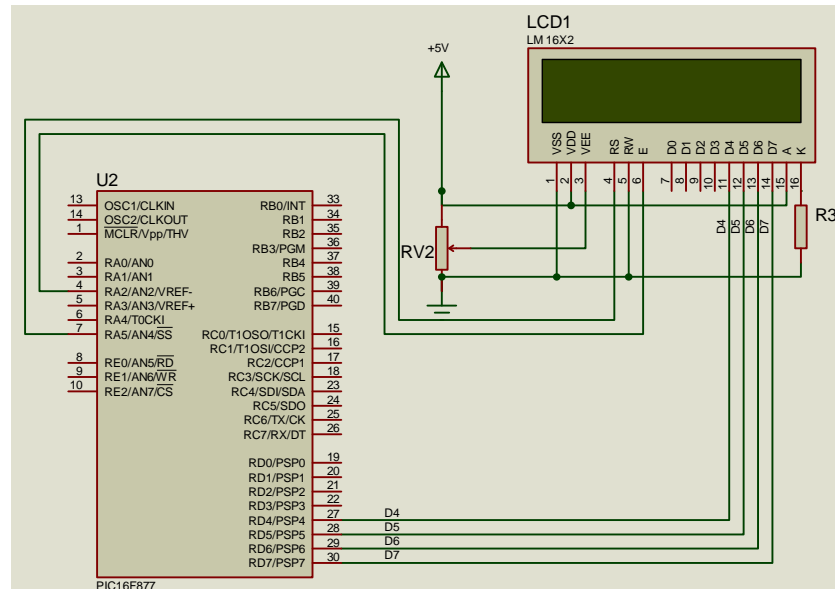 LCD1
LM 16X2
+5V
VSS
VDD
VEE
RS
RW
E
D0
D1
D2
D3
D4
D5
D6
D7
A
K
1
2
3
4
5
6
7
8
9
10
11
12
13
14
15
16
D4
D5
D6
D7
R3
RV2
U2
13 OSC1/CLKIN RB0/INT 33
14 OSC2/CLKOUT RB1 34
1 MCLR/Vpp/THV RB2 35
RB3/PGM 36
2 RA0/AN0 RB4 37
3 RA1/AN1 RB5 38
4 RA2/AN2/VREF- RB6/PGC 39
5 RA3/AN3/VREF+ RB7/PGD 40
6 RA4/T0CKI
7 RA5/AN4/SS RC0/T1OSO/T1CKI 15
RC1/T1OSI/CCP2 16
8 RE0/AN5/RD RC2/CCP1 17
9 RE1/AN6/WR RC3/SCK/SCL 18
10 RE2/AN7/CS RC4/SDI/SDA 23
RC5/SDO 24
RC6/TX/CK 25
RC7/RX/DT 26
RD0/PSP0 19
RD1/PSP1 20
RD2/PSP2 21
RD3/PSP3 22
RD4/PSP4 27 D4
RD5/PSP5 28 D5
RD6/PSP6 29 D6
RD7/PSP7 30 D7
PIC16F877